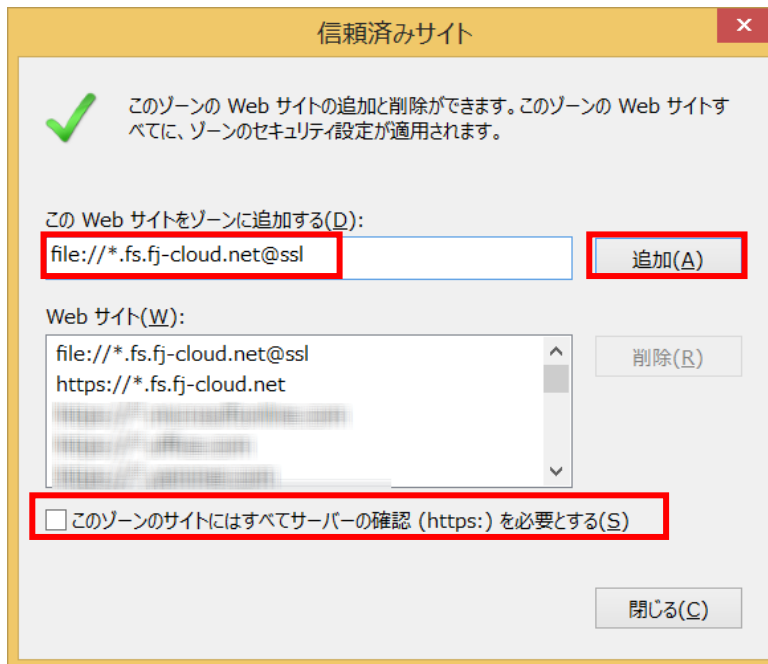 信頼済みサイト
このゾーンの Web サイトの追加と削除ができます。このゾーンの Web サイトす
べてに、ゾーンのセキュリティ設定が適用されます。
この Web サイトをゾーンに追加する(D):
file://*.fs.fj-cloud.net@ssl
追加(A)
Web サイト(W):
file://*.fs.fj-cloud.net@ssl
https://*.fs.fj-cloud.net
削除(R)
このゾーンのサイトにはすべてサーバーの確認 (https:) を必要とする(S)
閉じる(C)